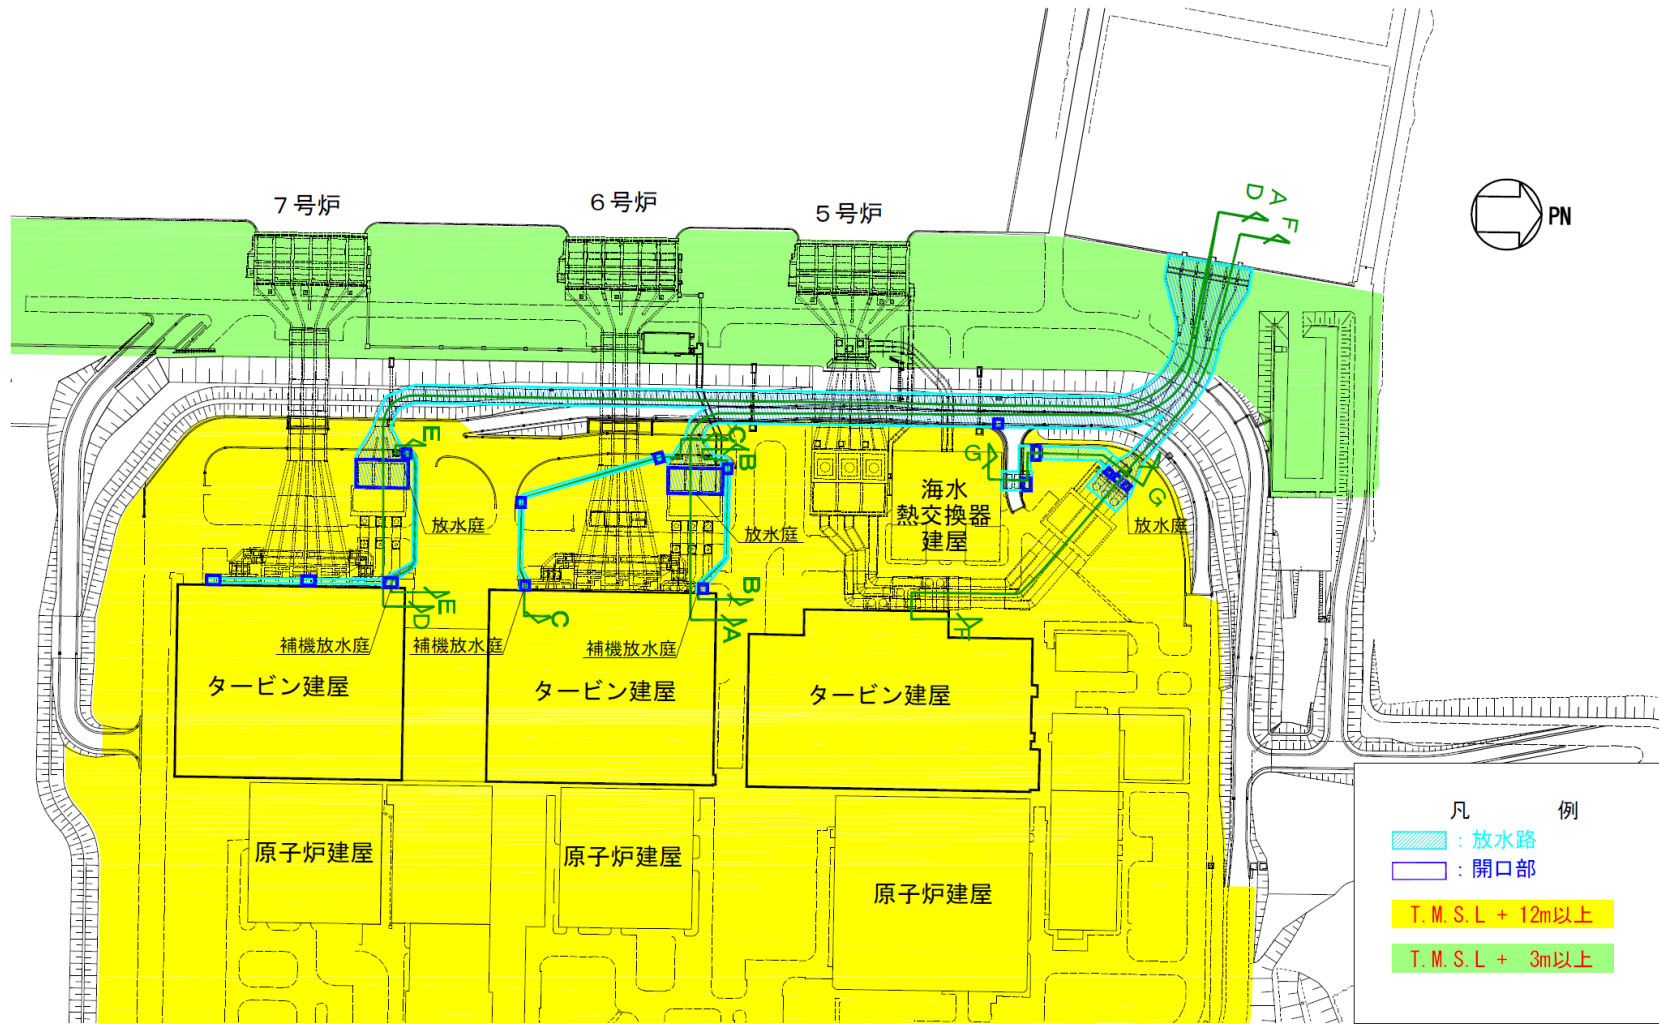 ７号炉
６号炉
５号炉
D
A
F
PN
E
C
B
G
G
海水
熱交換器
建屋
放水庭
放水庭
放水庭
E
D
C
B
A
F
補機放水庭
補機放水庭
補機放水庭
タービン建屋
タービン建屋
タービン建屋
原子炉建屋
原子炉建屋
原子炉建屋
凡　　　例
：放水路
：開口部
T.M.S.L + 12m以上
T.M.S.L + 3m以上